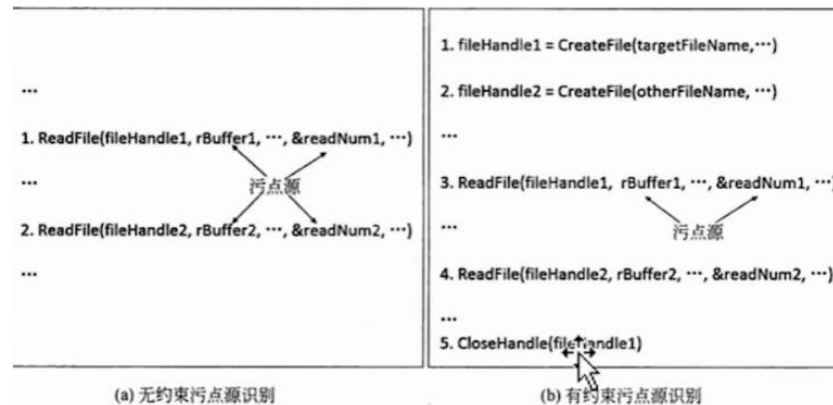 ...
1. ReadFile(fileHandle1, rBuffer1, ···, &readNum1, ···)
...
污点源
2. ReadFile(fileHandle2, rBuffer2, ···, &readNum2, ···)
...
(a) 无约束污点源识别
1. fileHandle1 = CreateFile(targetFileName,···)
2. fileHandle2 = CreateFile(otherFileName, ···)
...
3. ReadFile(fileHandle1, rBuffer1, ···, &readNum1, ···)
...
污点源
4. ReadFile(fileHandle2, rBuffer2, ···, &readNum2, ···)
...
5. CloseHandle(fileHandle1)
(b) 有约束污点源识别